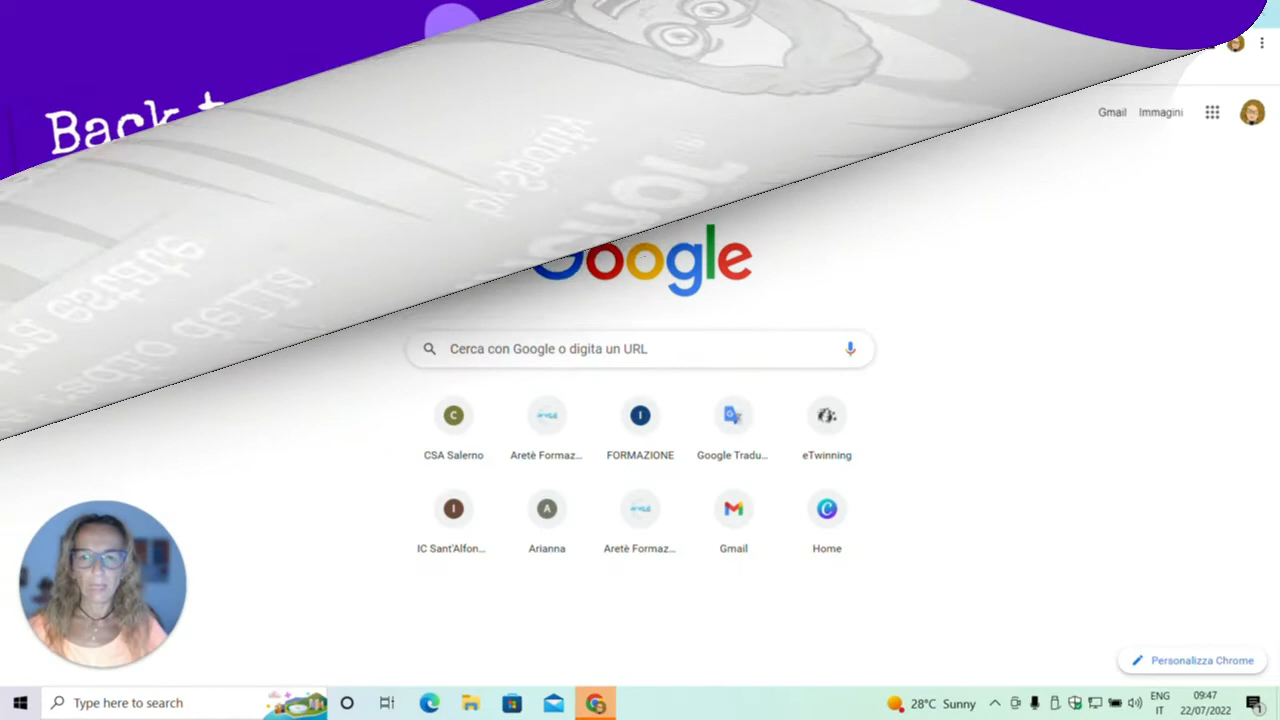 Back t
Gmail Immagini
Google
Cerca con Google o digita un URL
CSA Salerno Aretè Formaz... FORMAZIONE Google Tradu... eTwinning
IC Sant'Alfon... Arianna Aretè Formaz... Gmail Home
Personalizza Chrome
Type here to search
28°C Sunny
ENG
IT
09:47
22/07/2022